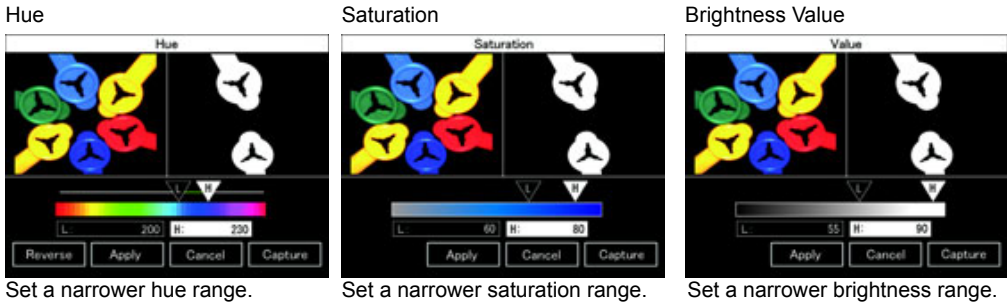 Hue
Hue
L: 200 H: 230
Reverse Apply Cancel Capture
L H
Set a narrower hue range.
Saturation
Saturation
L H
L: 60 H: 80
Apply Cancel Capture
Set a narrower saturation range.
Brightness Value
Value
L H
L: 55 H: 90
Apply Cancel Capture
Set a narrower brightness range.